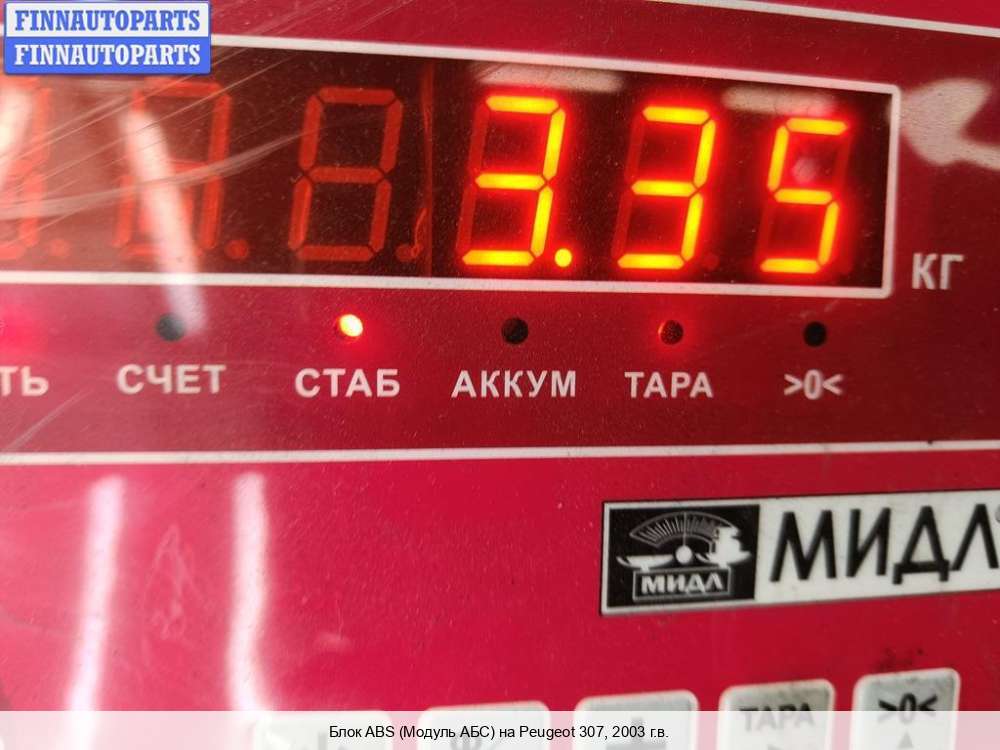 FINNAUTOPARTS
FINNAUTOPARTS
3.35
КГ
СЧЕТ СТАБ АККУМ ТАРА >0<
МИДЛ
МИДЛ
ТАРА >0<
Блок ABS (Модуль АБС) на Peugeot 307, 2003 г.в.